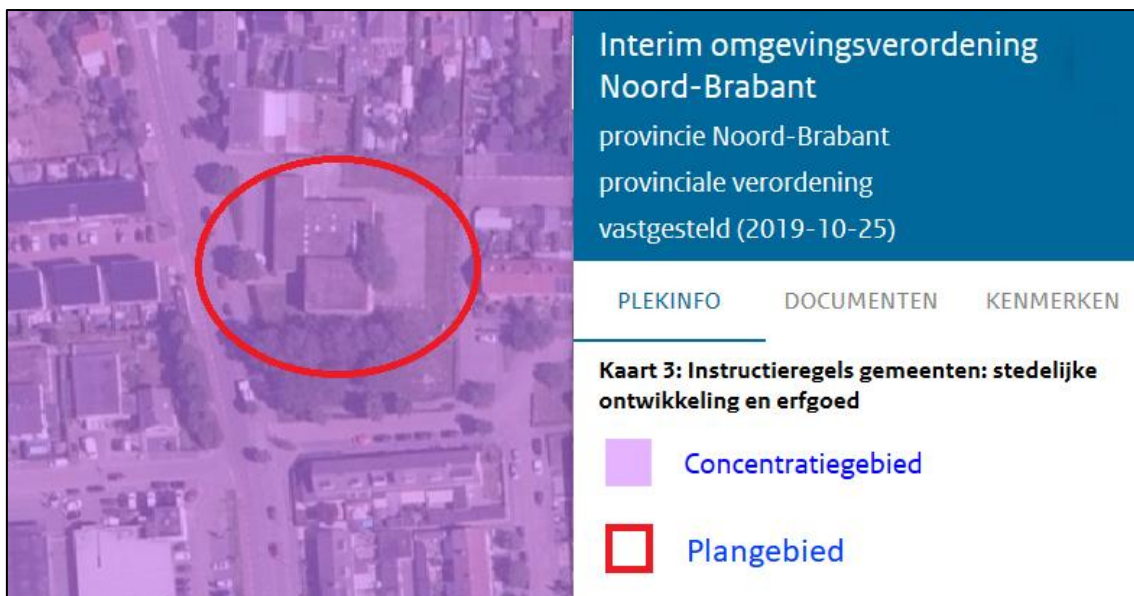 Interim omgevingsverordening
Noord-Brabant
provincie Noord-Brabant
provinciale verordening
vastgesteld (2019-10-25)
PLEKINFO DOCUMENTEN KENMERKEN
Kaart 3: Instructieregels gemeenten: stedelijke
ontwikkeling en erfgoed
Concentratiegebied
Plangebied